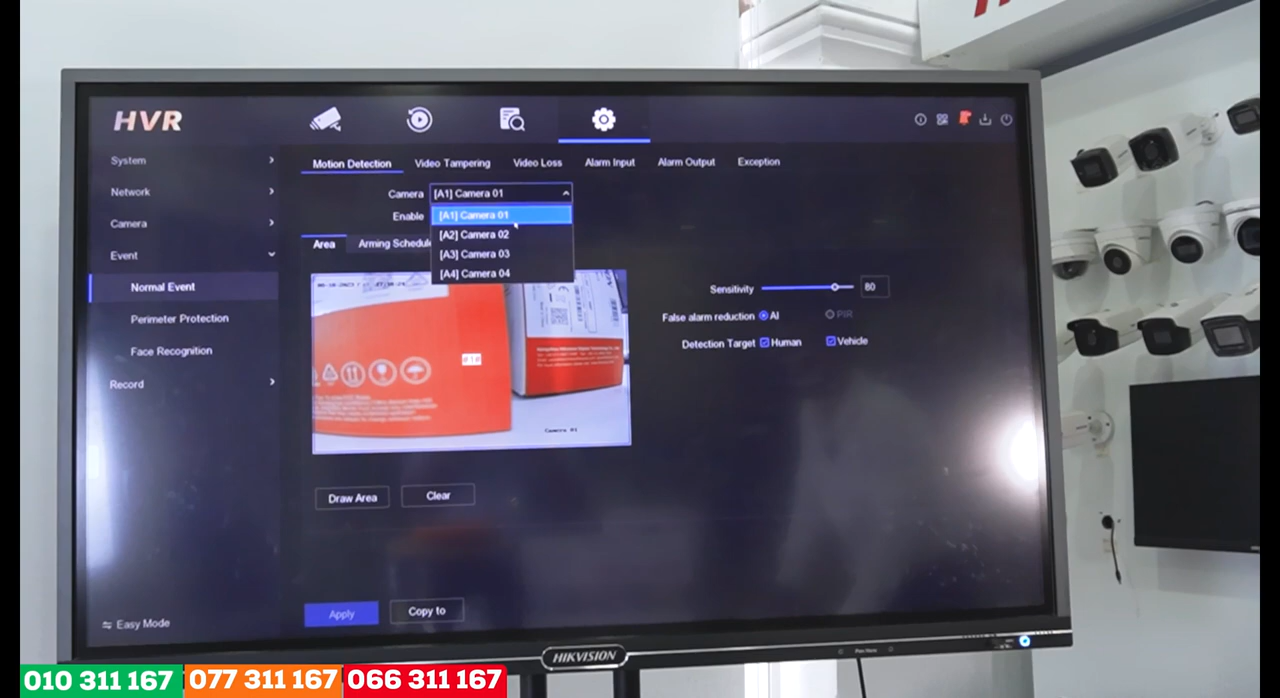 HVR
System
Network
Camera
Event
Normal Event
Perimeter Protection
Face Recognition
Record
Easy Mode
Motion Detection Video Tampering Video Loss Alarm Input Alarm Output Exception
Camera [A1] Camera 01
Enable
[A1] Camera 01
[A2] Camera 02
[A3] Camera 03
[A4] Camera 04
Area Arming Schedule
Sensitivity 80
False alarm reduction AI PIR
Detection Target Human Vehicle
Camera 01
Draw Area Clear
Apply Copy to
HIKVISION
010 311 167 077 311 167 066 311 167